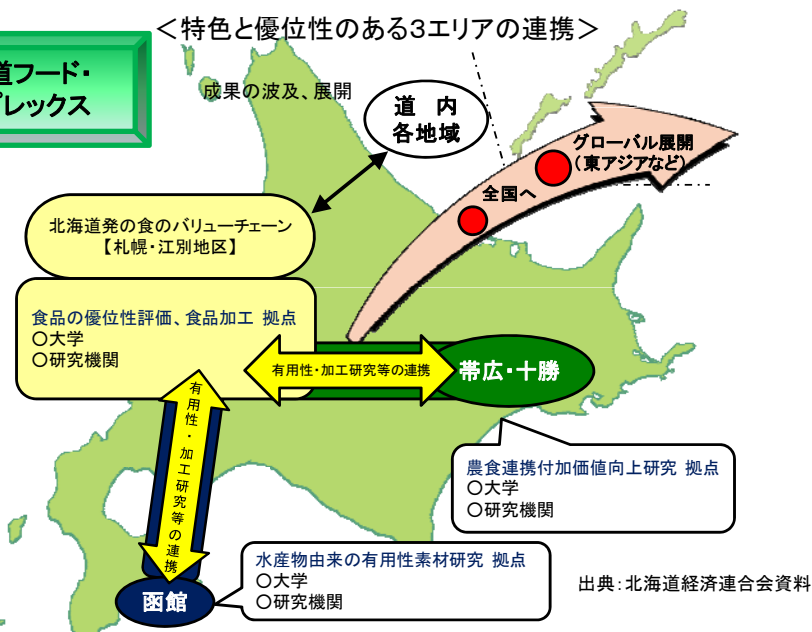 ＜特色と優位性のある3エリアの連携＞
道フード・
プレックス
成果の波及、展開
道 内
各地域
グローバル展開
（東アジアなど）
全国へ
北海道発の食のバリューチェーン
【札幌・江別地区】
食品の優位性評価、食品加工 拠点
○大学
○研究機関
有用性・加工研究等の連携
帯広・十勝
有用性・加工研究等の連携
農食連携付加価値向上研究 拠点
○大学
○研究機関
水産物由来の有用性素材研究 拠点
○大学
○研究機関
函館
出典：北海道経済連合会資料